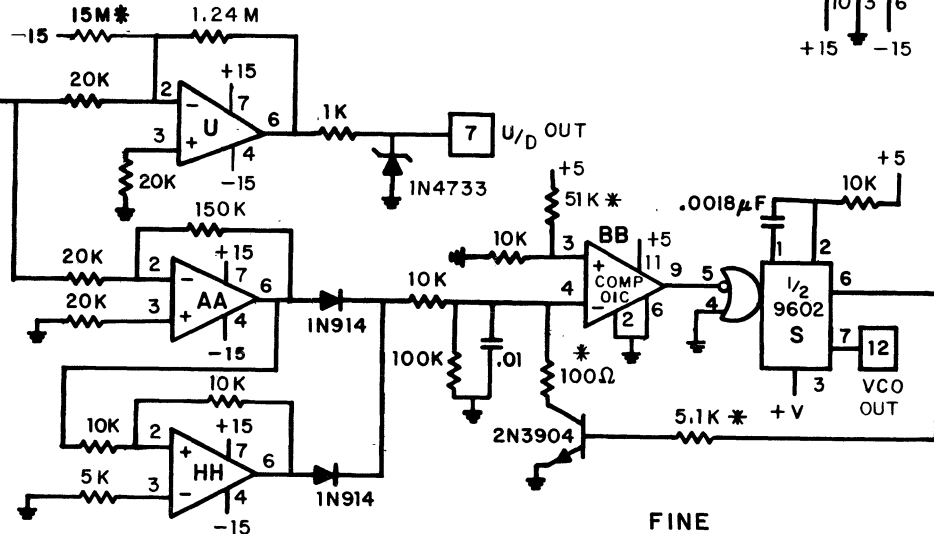 10 3 6
+15 -15
15M*
-15
1.24 M
20K
+15
2 - 7
U 6
3 + 4
-15
20K
1K
7 U/D OUT
1N4733
150K
20K
+15
2 - 7
AA 6
20K 3 + 4
-15
1N914
10K
10K
+15
2 + 7
HH 6
5K 3 - 4
-15
1N914
10K
100K
.01
+5
51K *
10K
BB
3 + +5
COMP 11
OIC 9
4 - 2 6
*
100Ω
2N3904
5.1K *
5
4
.0018µF
10K
+5
1 2
1/2
9602
S
6
7 12
VCO
OUT
3
+V
FINE